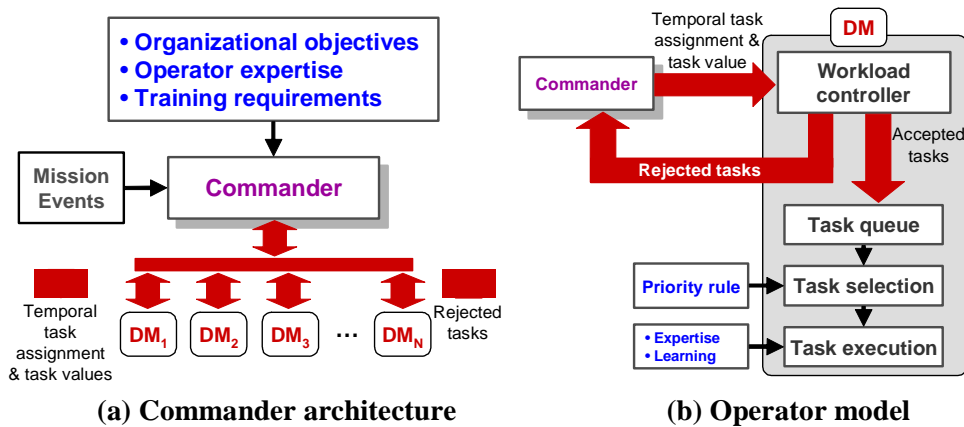 • Organizational objectives
• Operator expertise
• Training requirements
Mission
Events
Commander
Temporal
task
assignment
& task values
DM1
DM2
DM3
...
DMN
Rejected
tasks
(a) Commander architecture
Temporal task
assignment &
task value
DM
Commander
Workload
controller
Accepted
tasks
Rejected tasks
Task queue
Priority rule
Task selection
• Expertise
• Learning
Task execution
(b) Operator model